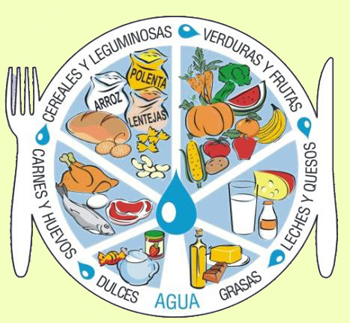 CEREALES Y LEGUMINOSAS
VERDURAS Y FRUTAS
POLENTA
ARROZ
LENTEJAS
CARNES Y HUEVOS
LECHES Y QUESOS
DULCES
AGUA
GRASAS